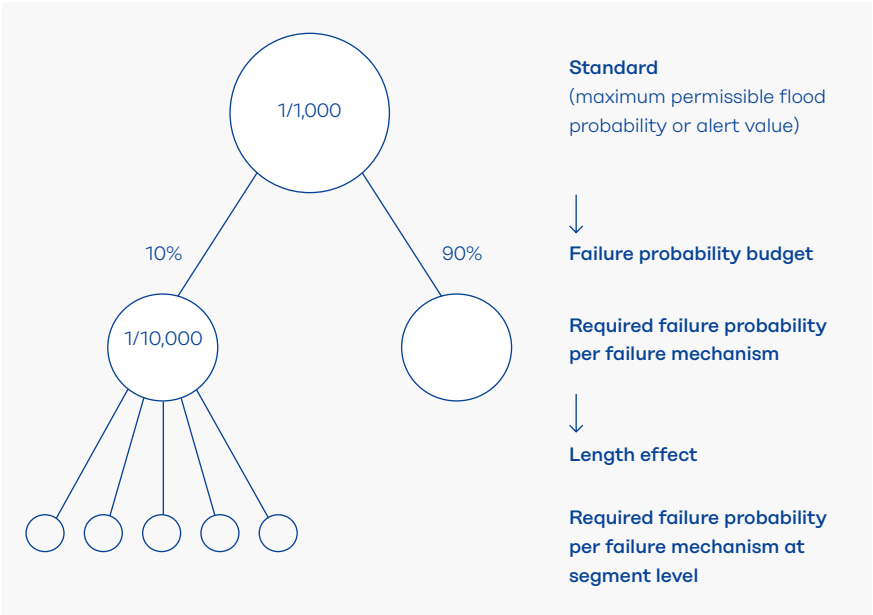 1/1,000
10%
90%
1/10,000
Standard
(maximum permissible flood
probability or alert value)
Failure probability budget
Required failure probability
per failure mechanism
Length effect
Required failure probability
per failure mechanism at
segment level